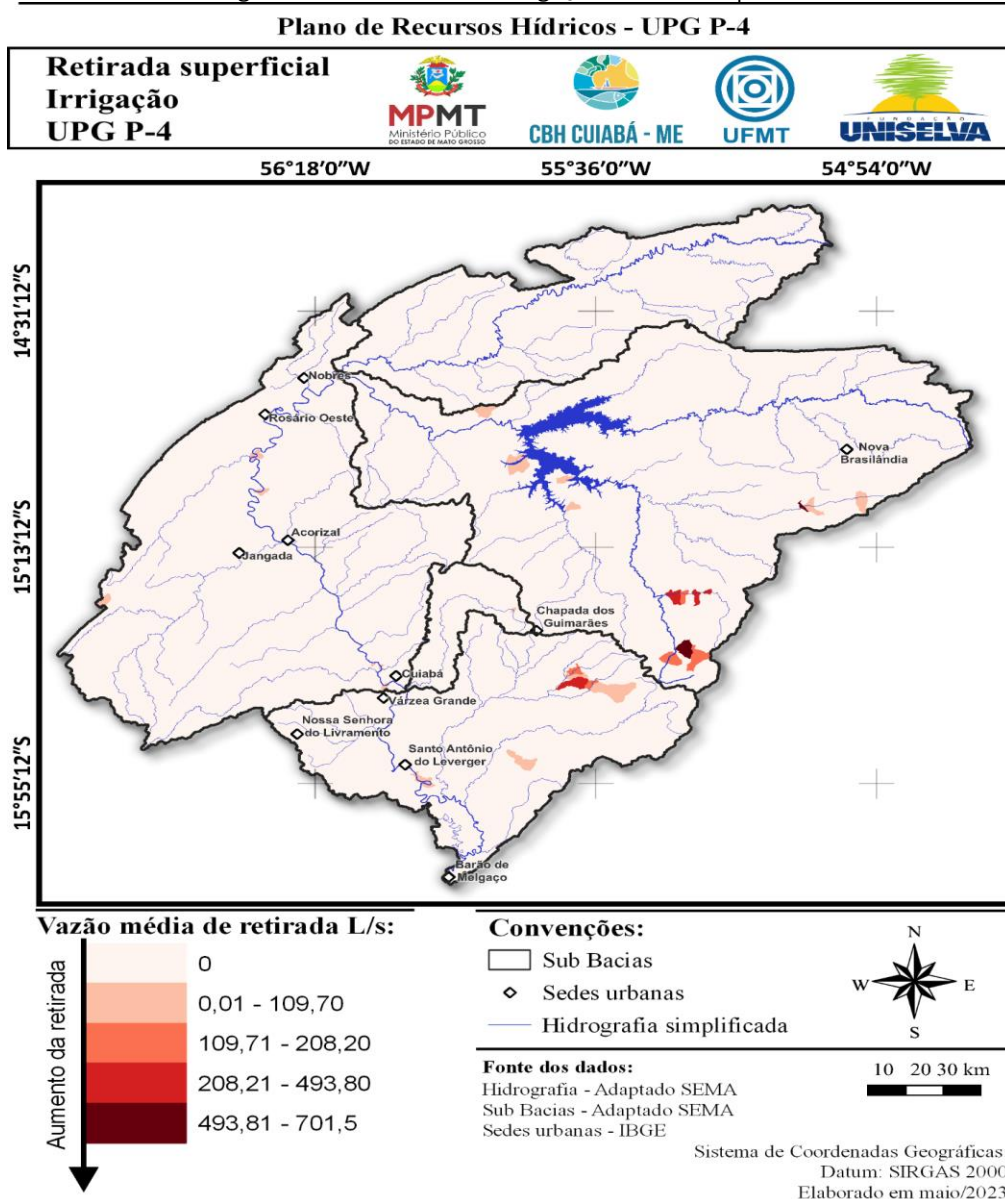 Plano de Recursos Hídricos - UPG P-4
Retirada superficial
Irrigação
UPG P-4
MPMT
Ministério Público
DO ESTADO DE MATO GROSSO
CBH CUIABÁ - ME
UFMT
FUNDAÇÃO
UNISELVA
56°18'0"W
55°36'0"W
54°54'0"W
14°31'12"S
15°13'12"S
15°55'12"S
Nobres
Rosário Oeste
Nova
Brasilândia
Acorizal
Jangada
Chapada dos
Guimarães
Cuiabá
Várzea Grande
Nossa Senhora
do Livramento
Santo Antônio
do Leverger
Barão de
Melgaço
Vazão média de retirada L/s:
Aumento da retirada
0
0,01 - 109,70
109,71 - 208,20
208,21 - 493,80
493,81 - 701,5
Convenções:
Sub Bacias
Sedes urbanas
Hidrografia simplificada
N
W
E
S
Fonte dos dados:
Hidrografia - Adaptado SEMA
Sub Bacias - Adaptado SEMA
Sedes urbanas - IBGE
10 20 30 km
Sistema de Coordenadas Geográficas
Datum: SIRGAS 2000
Elaborado em maio/2023